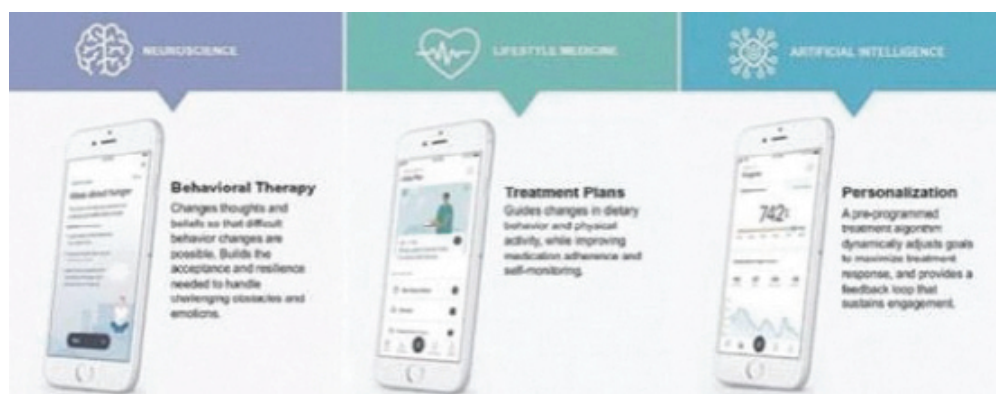 NEUROSCIENCE
LIFESTYLE MEDICINE
ARTIFICIAL INTELLIGENCE
Behavioral Therapy
Changes thoughts and
beliefs so that difficult
behavior changes are
possible. Builds the
acceptance and resilience
needed to handle
challenging obstacles and
emotions.
Treatment Plans
Guides changes in dietary
behavior and physical
activity, while improving
medication adherence and
self-monitoring.
Personalization
A pre-programmed
treatment algorithm
dynamically adjusts goals
to maximize treatment
response, and provides a
feedback loop that
sustains engagement.